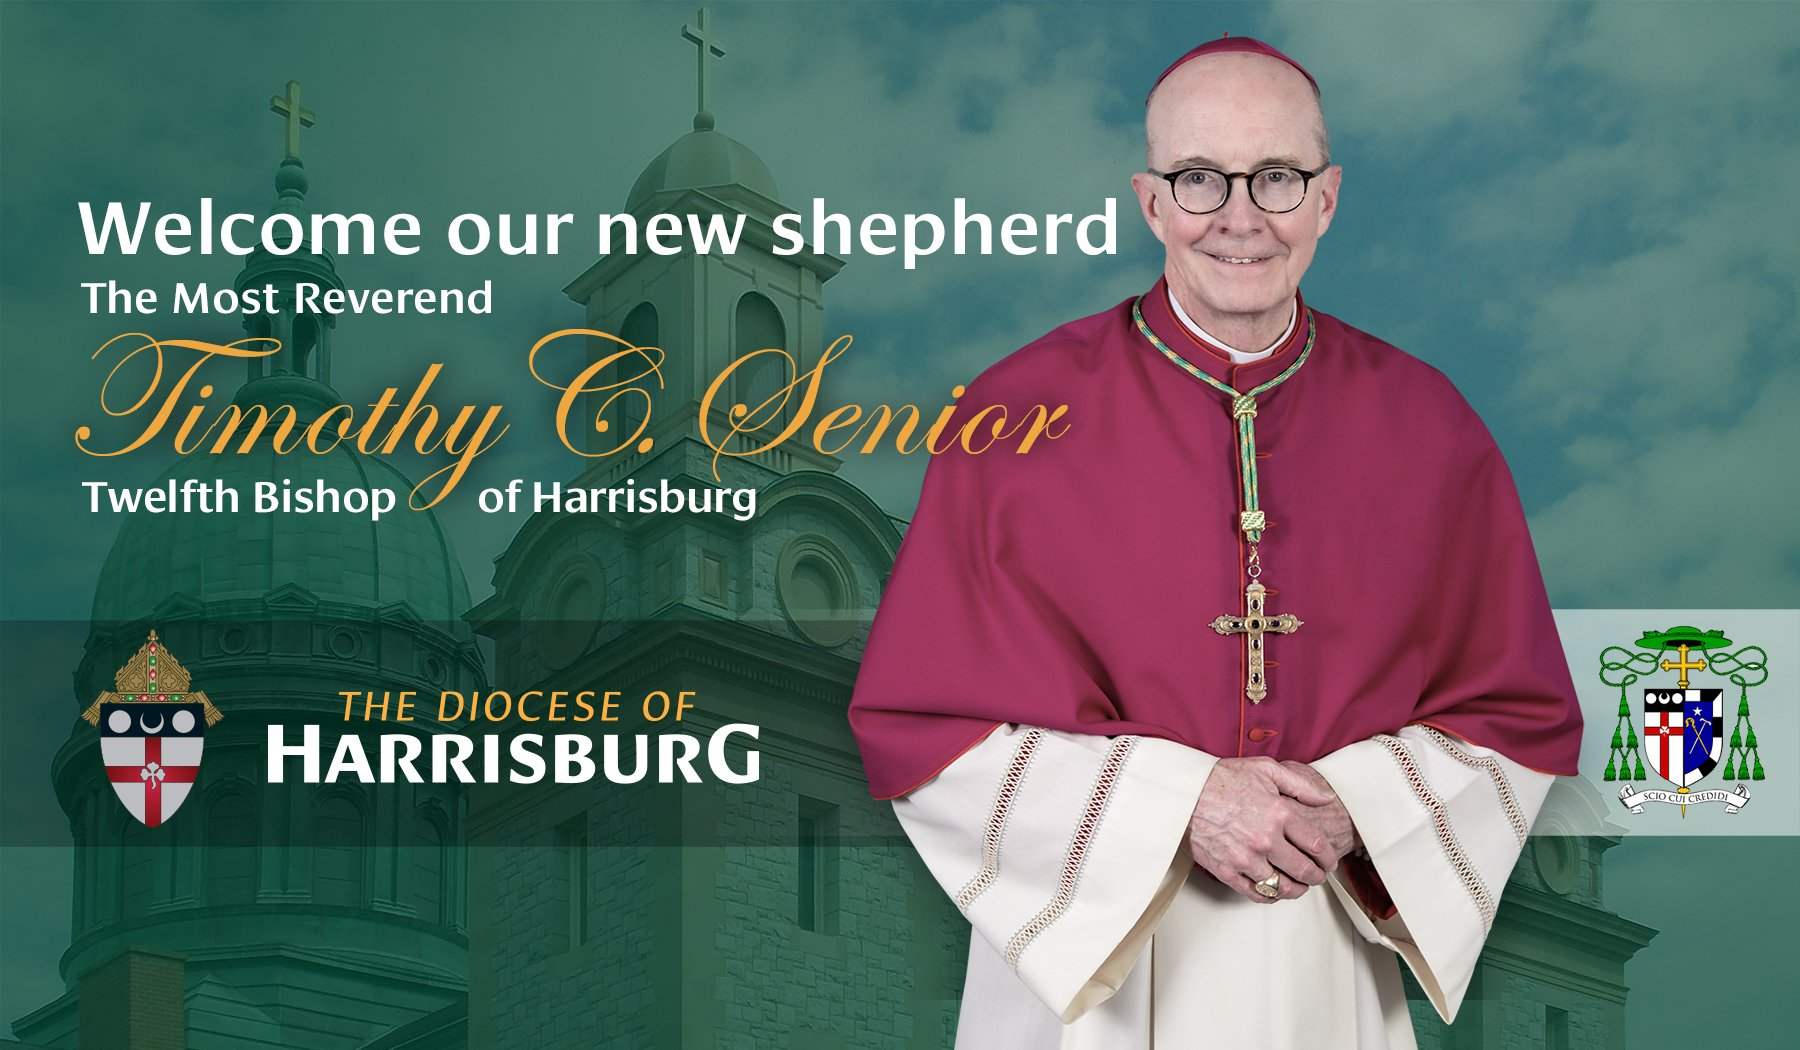 Welcome our new shepherd
The Most Reverend
Timothy C. Senior
Twelfth Bishop of Harrisburg
THE DIOCESE OF
HARRISBURG
SCIO CUI CREDIDI